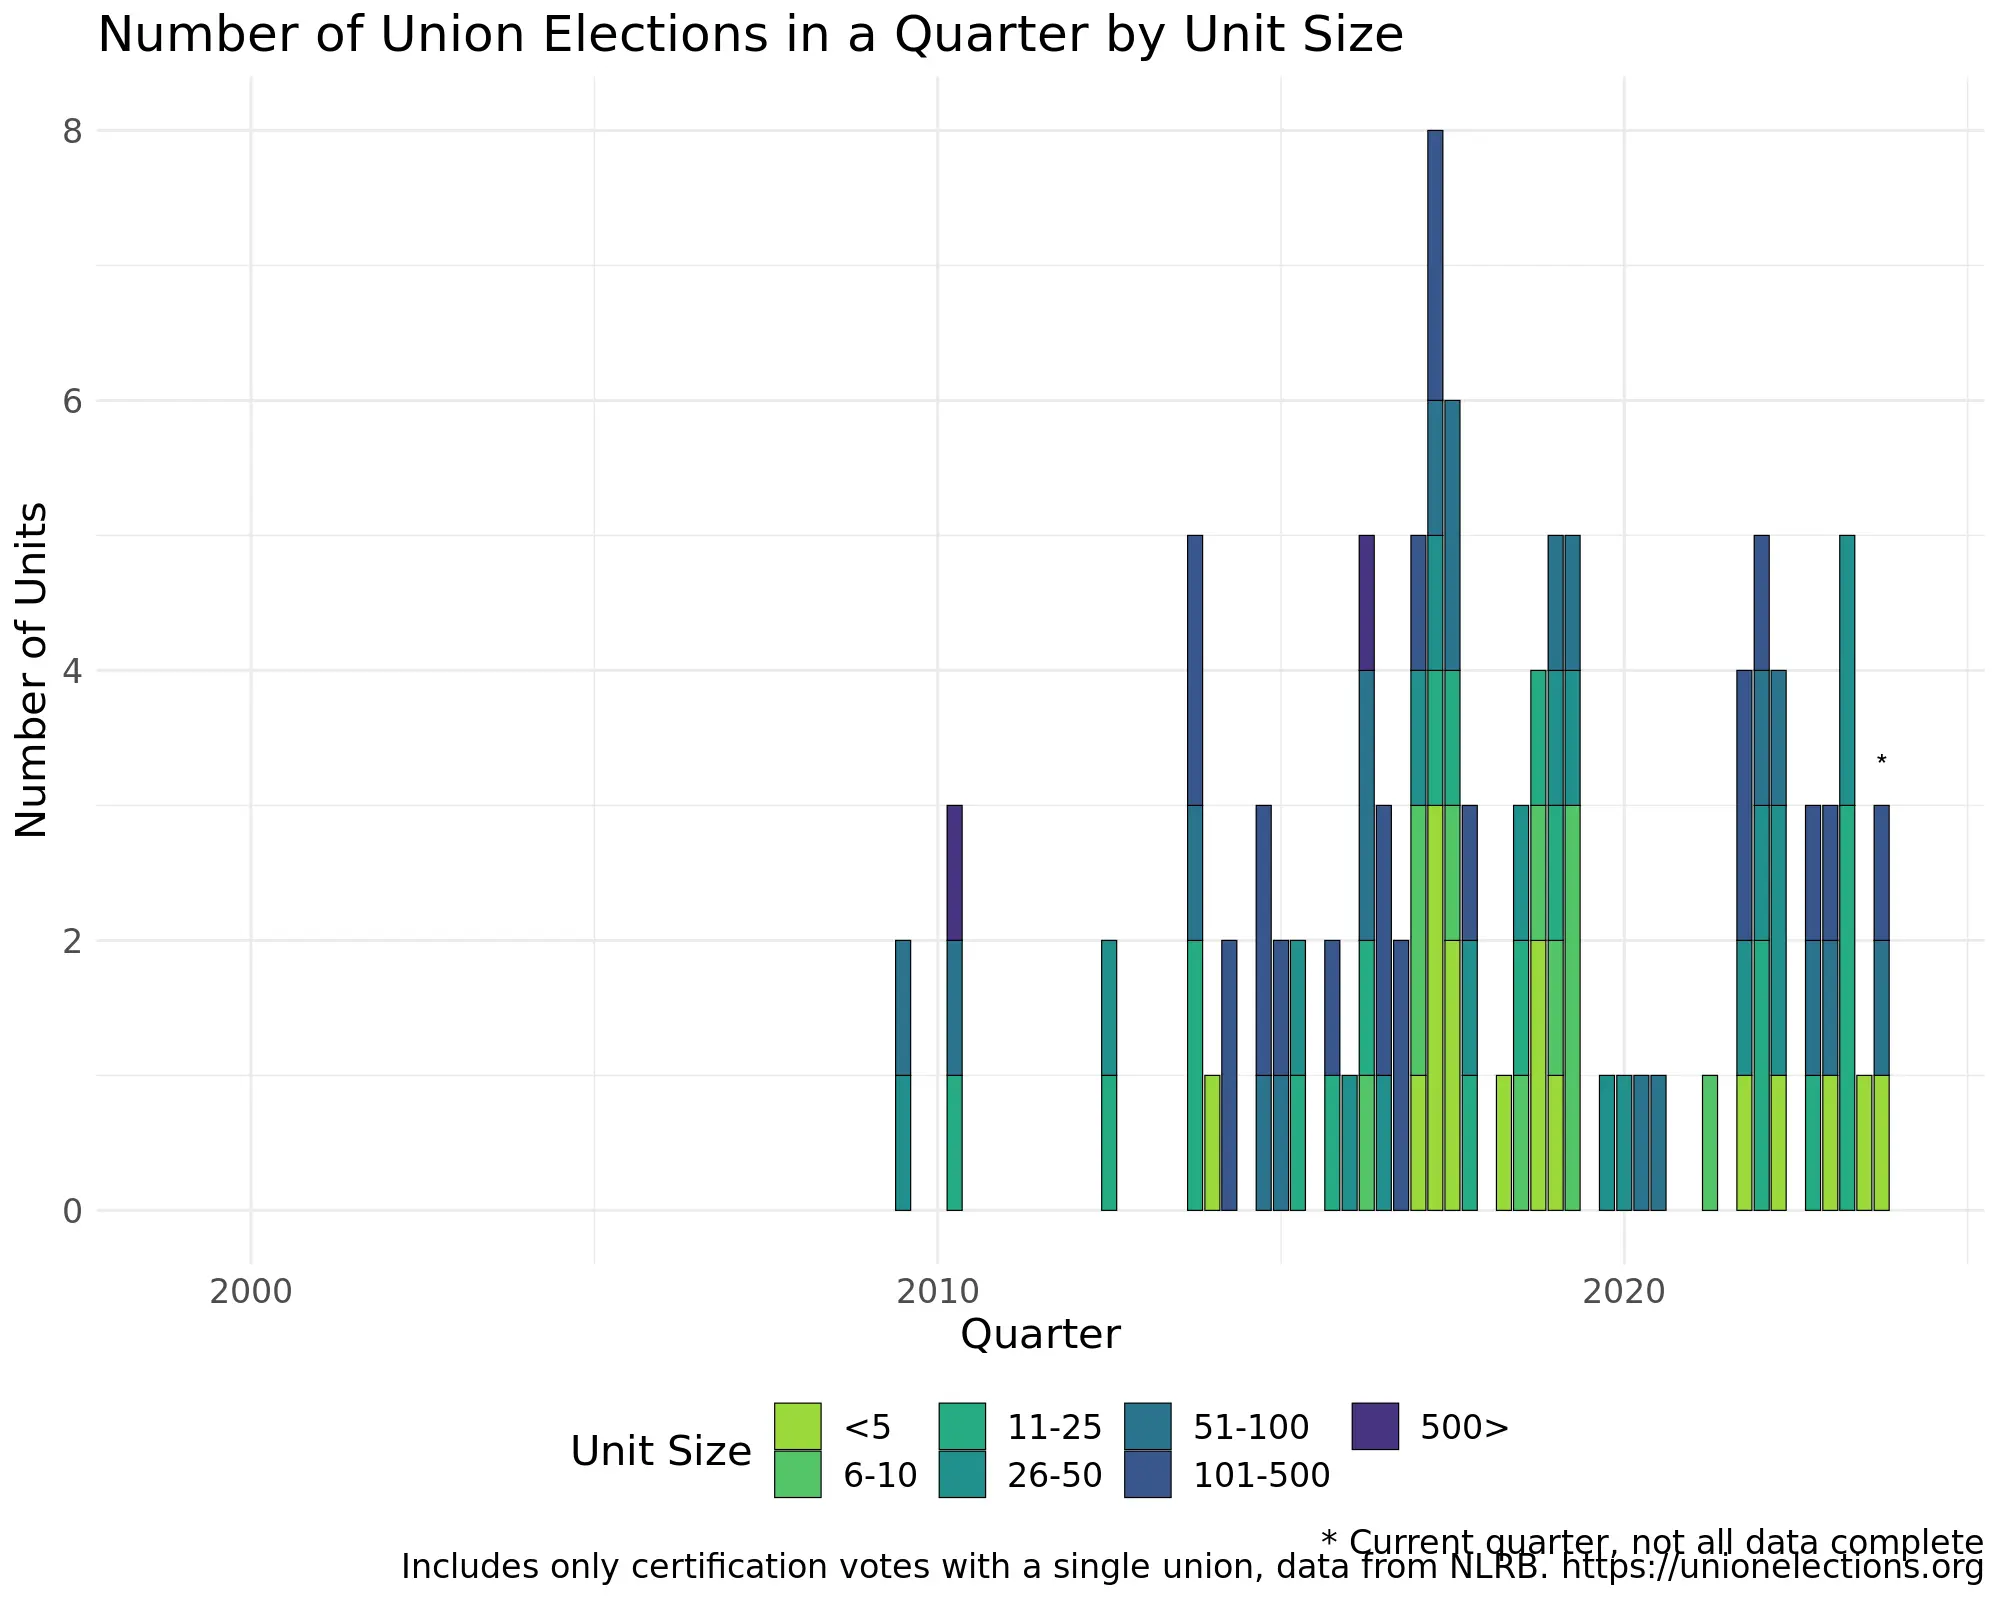 Number of Union Elections in a Quarter by Unit Size
Number of Units
8
6
4
2
0
*
2000 2010 2020
Quarter
Unit Size
<5 11-25 51-100 500>
6-10 26-50 101-500
* Current quarter, not all data complete
Includes only certification votes with a single union, data from NLRB. https://unionelections.org